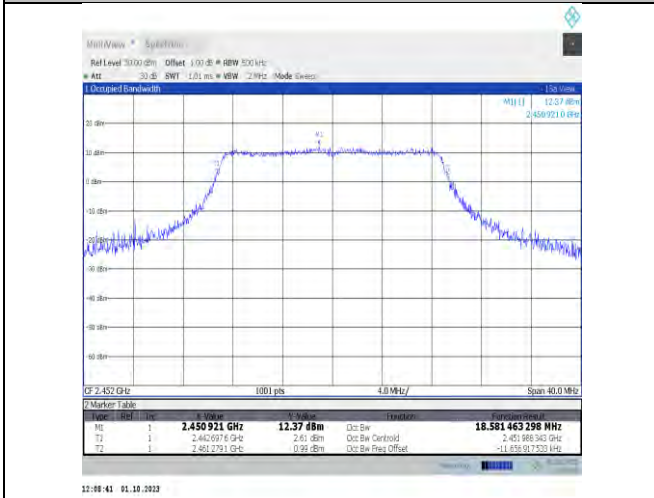 MultiView Spectrum
Ref Level 30.00 dBm Offset 1.00 dB RBW 500 kHz
Att 30 dB SWT 1.01 ms VBW 2 MHz Mode Sweep
1 Occupied Bandwidth
M1[1] 12.37 dBm
2.450921 0 GHz
20 dBm
M1
10 dBm
0 dBm
-10 dBm
-20 dBm
-30 dBm
-40 dBm
-50 dBm
-60 dBm
CF 2.452 GHz 1001 pts 4.0 MHz/ Span 40.0 MHz
2 Marker Table
Type Ref Trc X-Value Y-Value Function Function Result
M1 1 2.450 921 GHz 12.37 dBm Occ Bw 18.581 463 298 MHz
T1 1 2.4426976 GHz 2.61 dBm Occ Bw Centroid 2.451 988 343 GHz
T2 1 2.461 2791 GHz 0.99 dBm Occ Bw Freq Offset -11.656 917 533 kHz
12:08:41 01.10.2023